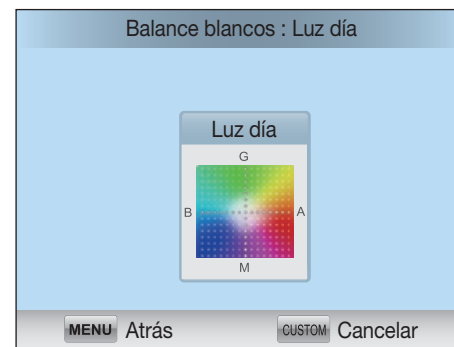 Balance blancos : Luz día
Luz día
G
B A
M
MENU Atrás CUSTOM Cancelar